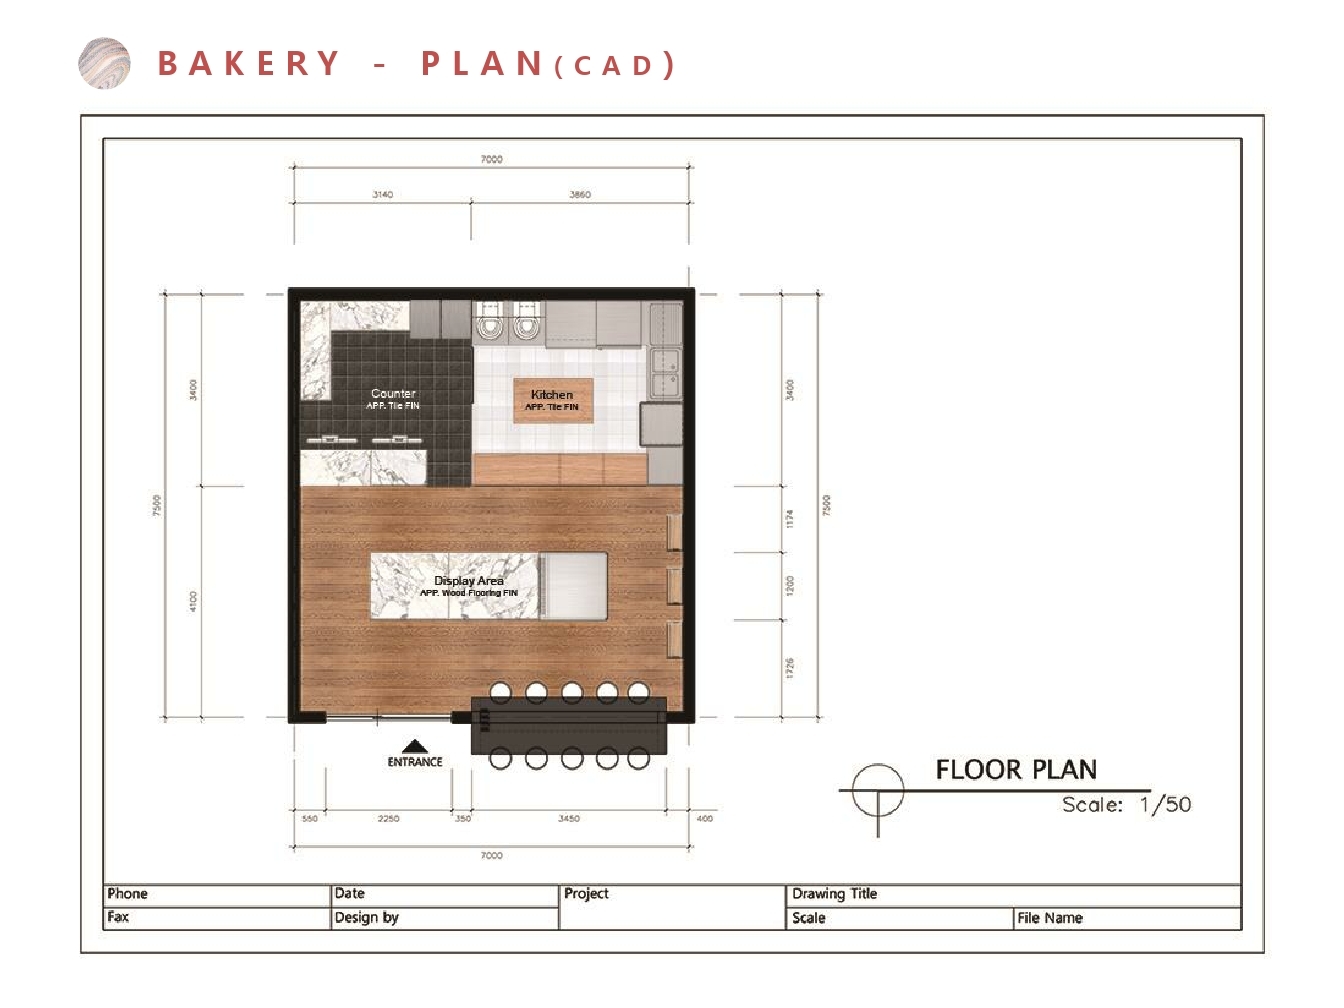 BAKERY - PLAN(CAD)
7000
3140 3860
Counter
APP. Tile FIN
Kitchen
APP. Tile FIN
3400
4100
7500
3400
1174
1200
1726
7500
Display Area
APP. Wood Flooring FIN
ENTRANCE
550 2250 350 3450 400
7000
FLOOR PLAN
Scale: 1/50
Phone Date Project Drawing Title
Fax Design by Scale File Name